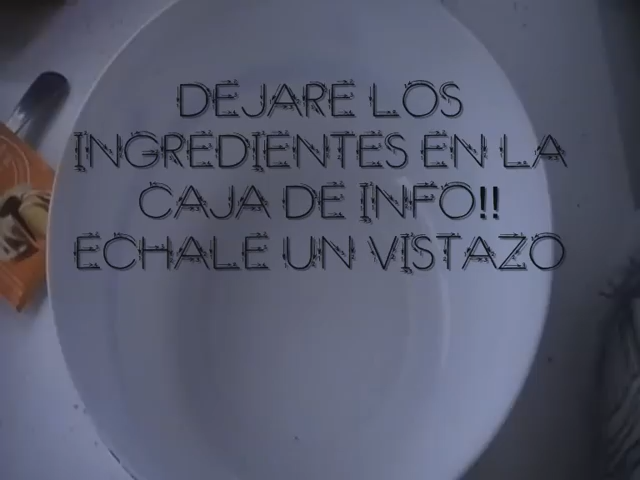 DEJARE LOS
INGREDIENTES EN LA
CAJA DE INFO!!
ECHALE UN VISTAZO